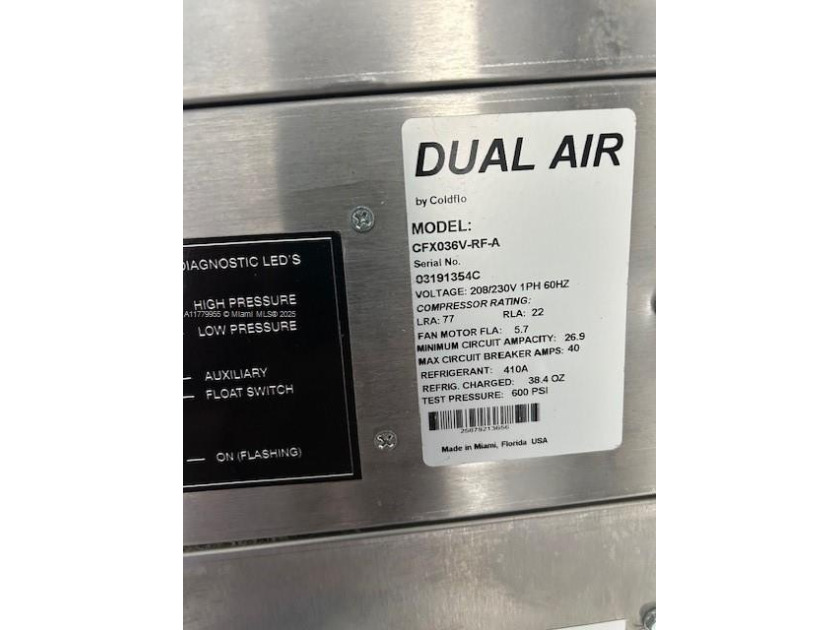 DUAL AIR
by Coldflo
MODEL:
CFX036V-RF-A
Serial No.
03191354C
VOLTAGE: 208/230V 1PH 60HZ
COMPRESSOR RATING:
LRA: 77 RLA: 22
FAN MOTOR FLA: 5.7
MINIMUM CIRCUIT AMPACITY: 26.9
MAX CIRCUIT BREAKER AMPS: 40
REFRIGERANT: 410A
REFRIG. CHARGED: 38.4 OZ
TEST PRESSURE: 600 PSI
Made in Miami, Florida USA
DIAGNOSTIC LED'S
HIGH PRESSURE
A11779955 © Miami MLS® 2025
LOW PRESSURE
AUXILIARY
FLOAT SWITCH
ON (FLASHING)